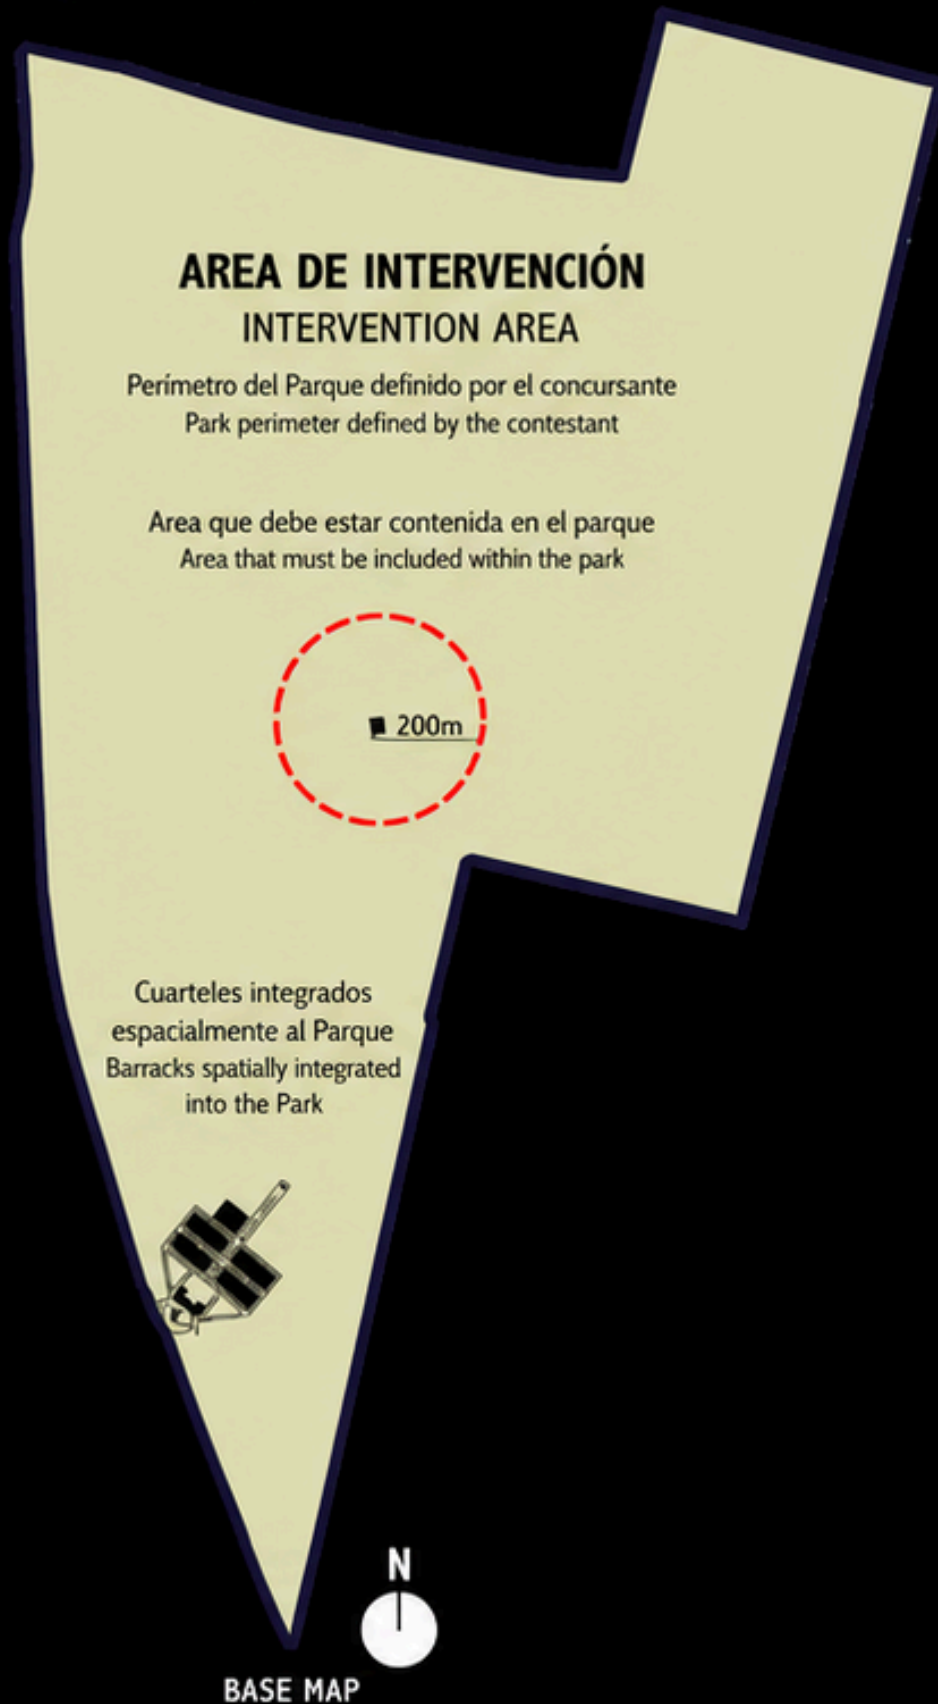 AREA DE INTERVENCIÓN
INTERVENTION AREA
Perímetro del Parque definido por el concursante
Park perimeter defined by the contestant
Area que debe estar contenida en el parque
Area that must be included within the park
200m
Cuarteles integrados
espacialmente al Parque
Barracks spatially integrated
into the Park
N
BASE MAP